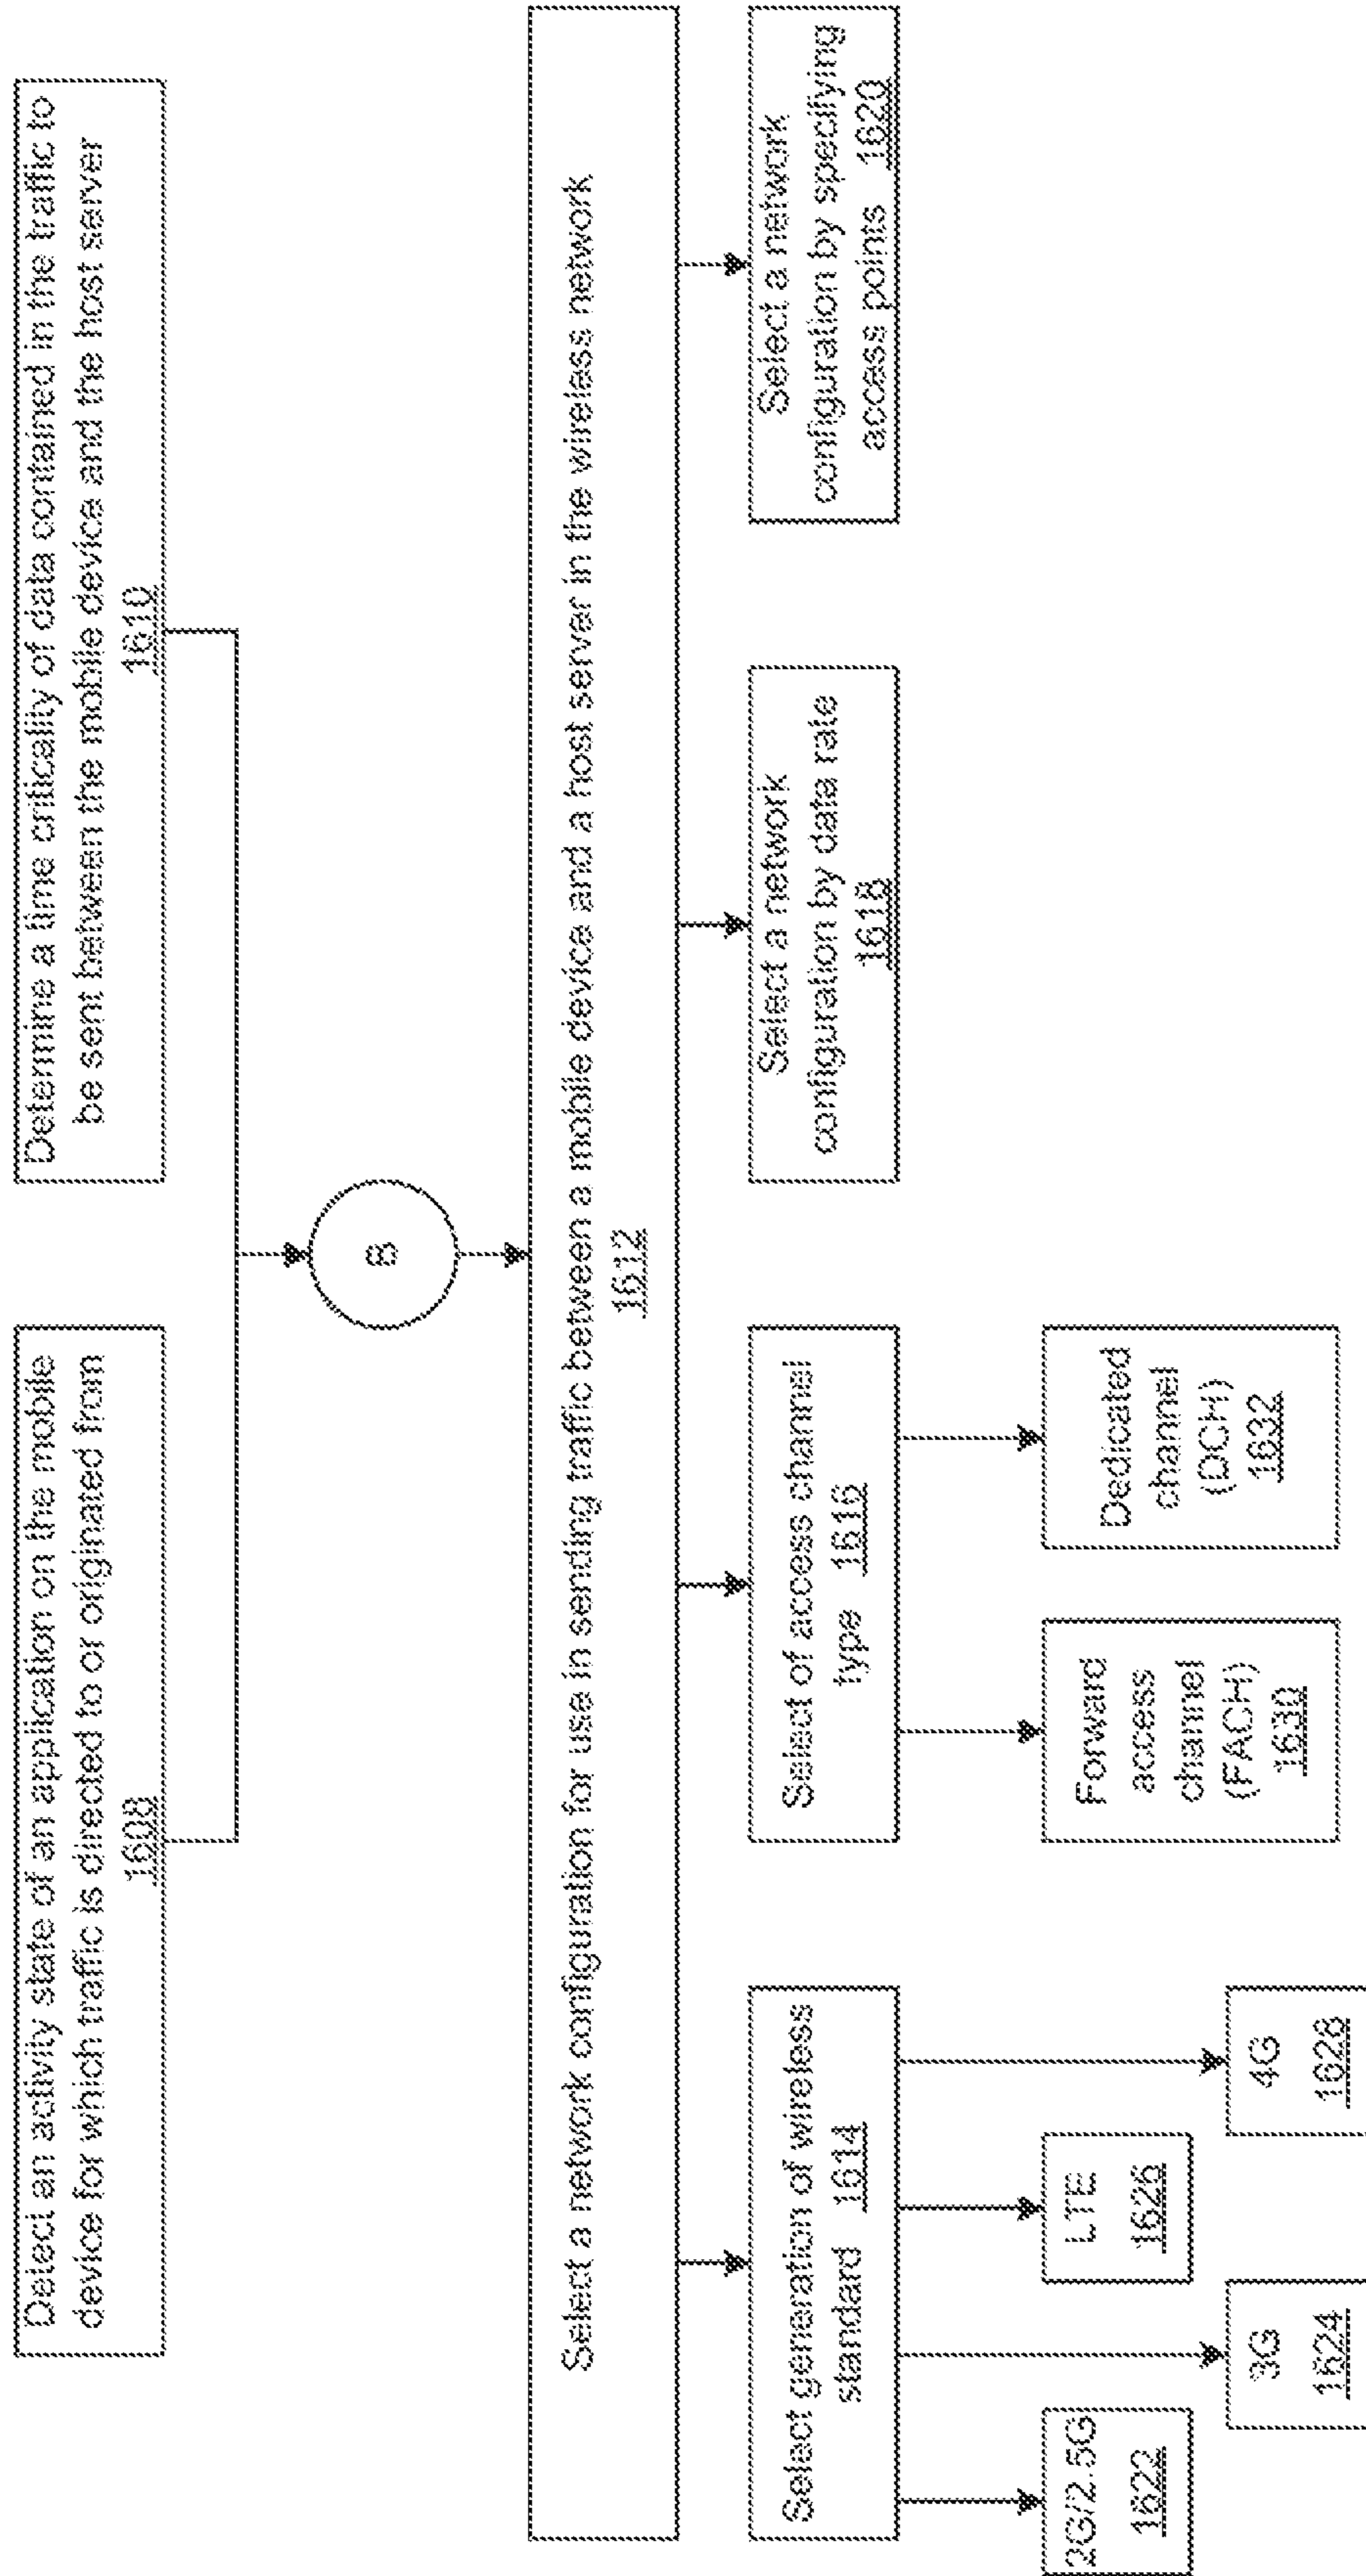 Detect an activity state of an application on the mobile
device for which traffic is directed to or originated from
1608
Determine a time criticality of data contained in the traffic to
be sent between the mobile device and the host server
1610
B
Select a network configuration for use in sending traffic between a mobile device and a host server in the wireless network
1612
Select generation of wireless
standard 1614
Select of access channel
type 1616
Select a network
configuration by data rate
1618
Select a network
configuration by specifying
access points 1620
2G/2.5G
1622
3G
1624
LTE
1626
4G
1628
Forward
access
channel
(FACH)
1630
Dedicated
channel
(DCH)
1632